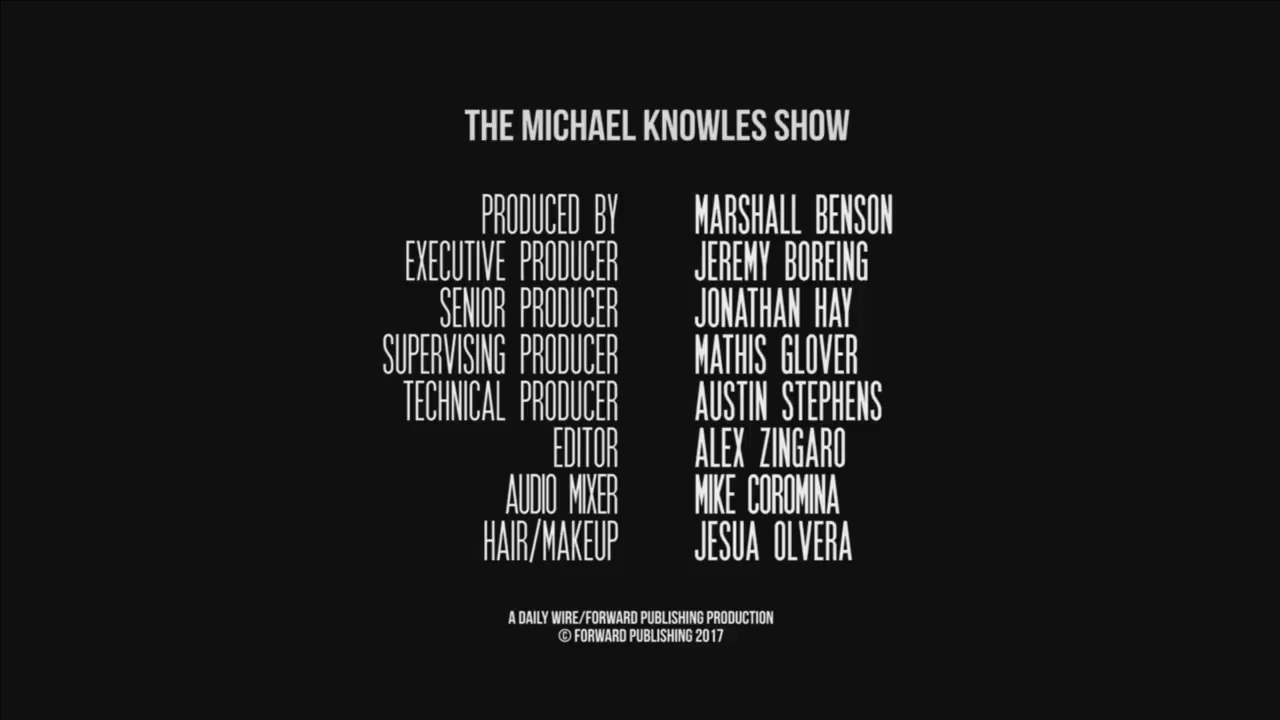 THE MICHAEL KNOWLES SHOW
PRODUCED BY MARSHALL BENSON
EXECUTIVE PRODUCER JEREMY BOREING
SENIOR PRODUCER JONATHAN HAY
SUPERVISING PRODUCER MATHIS GLOVER
TECHNICAL PRODUCER AUSTIN STEPHENS
EDITOR ALEX ZINGARO
AUDIO MIXER MIKE COROMINA
HAIR/MAKEUP JESUA OLVERA
A DAILY WIRE/FORWARD PUBLISHING PRODUCTION
© FORWARD PUBLISHING 2017